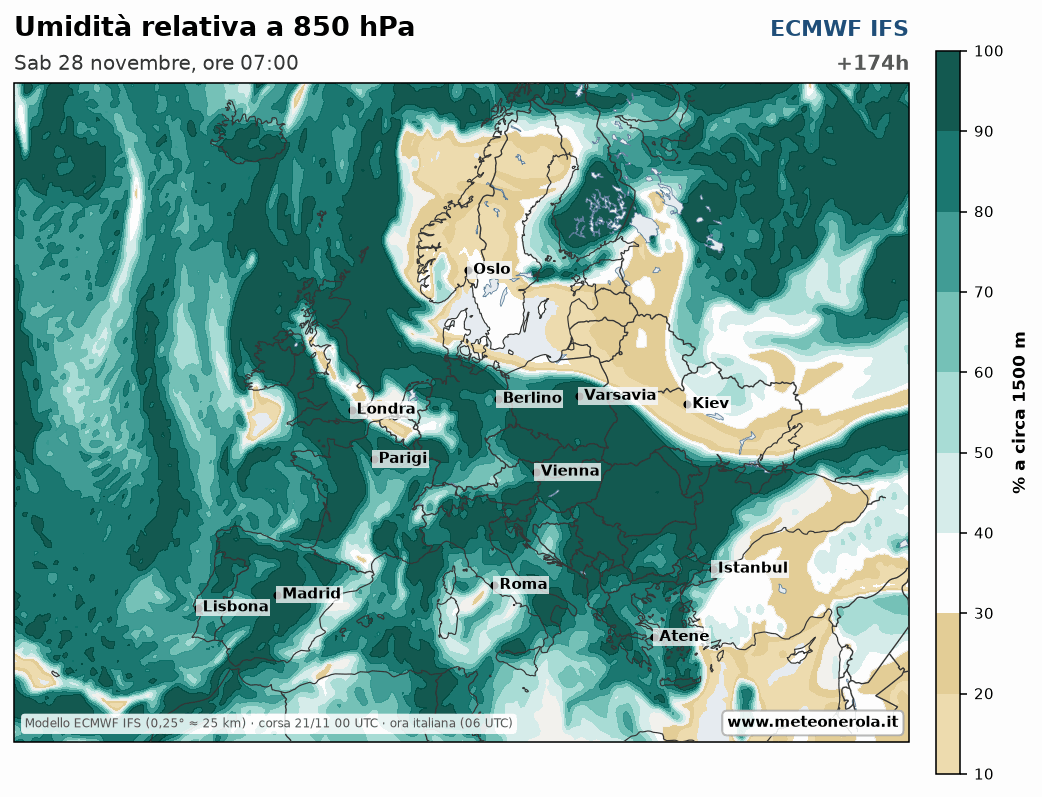 Umidità relativa a 850 hPa
ECMWF IFS
Sab 28 novembre, ore 07:00
+174h
100
90
80
70
60
50
40
30
20
10
% a circa 1500 m
Oslo
Londra
Berlino
Varsavia
Kiev
Parigi
Vienna
Istanbul
Roma
Madrid
Lisbona
Atene
Modello ECMWF IFS (0,25° ≈ 25 km) · corsa 21/11 00 UTC · ora italiana (06 UTC)
www.meteonerola.it